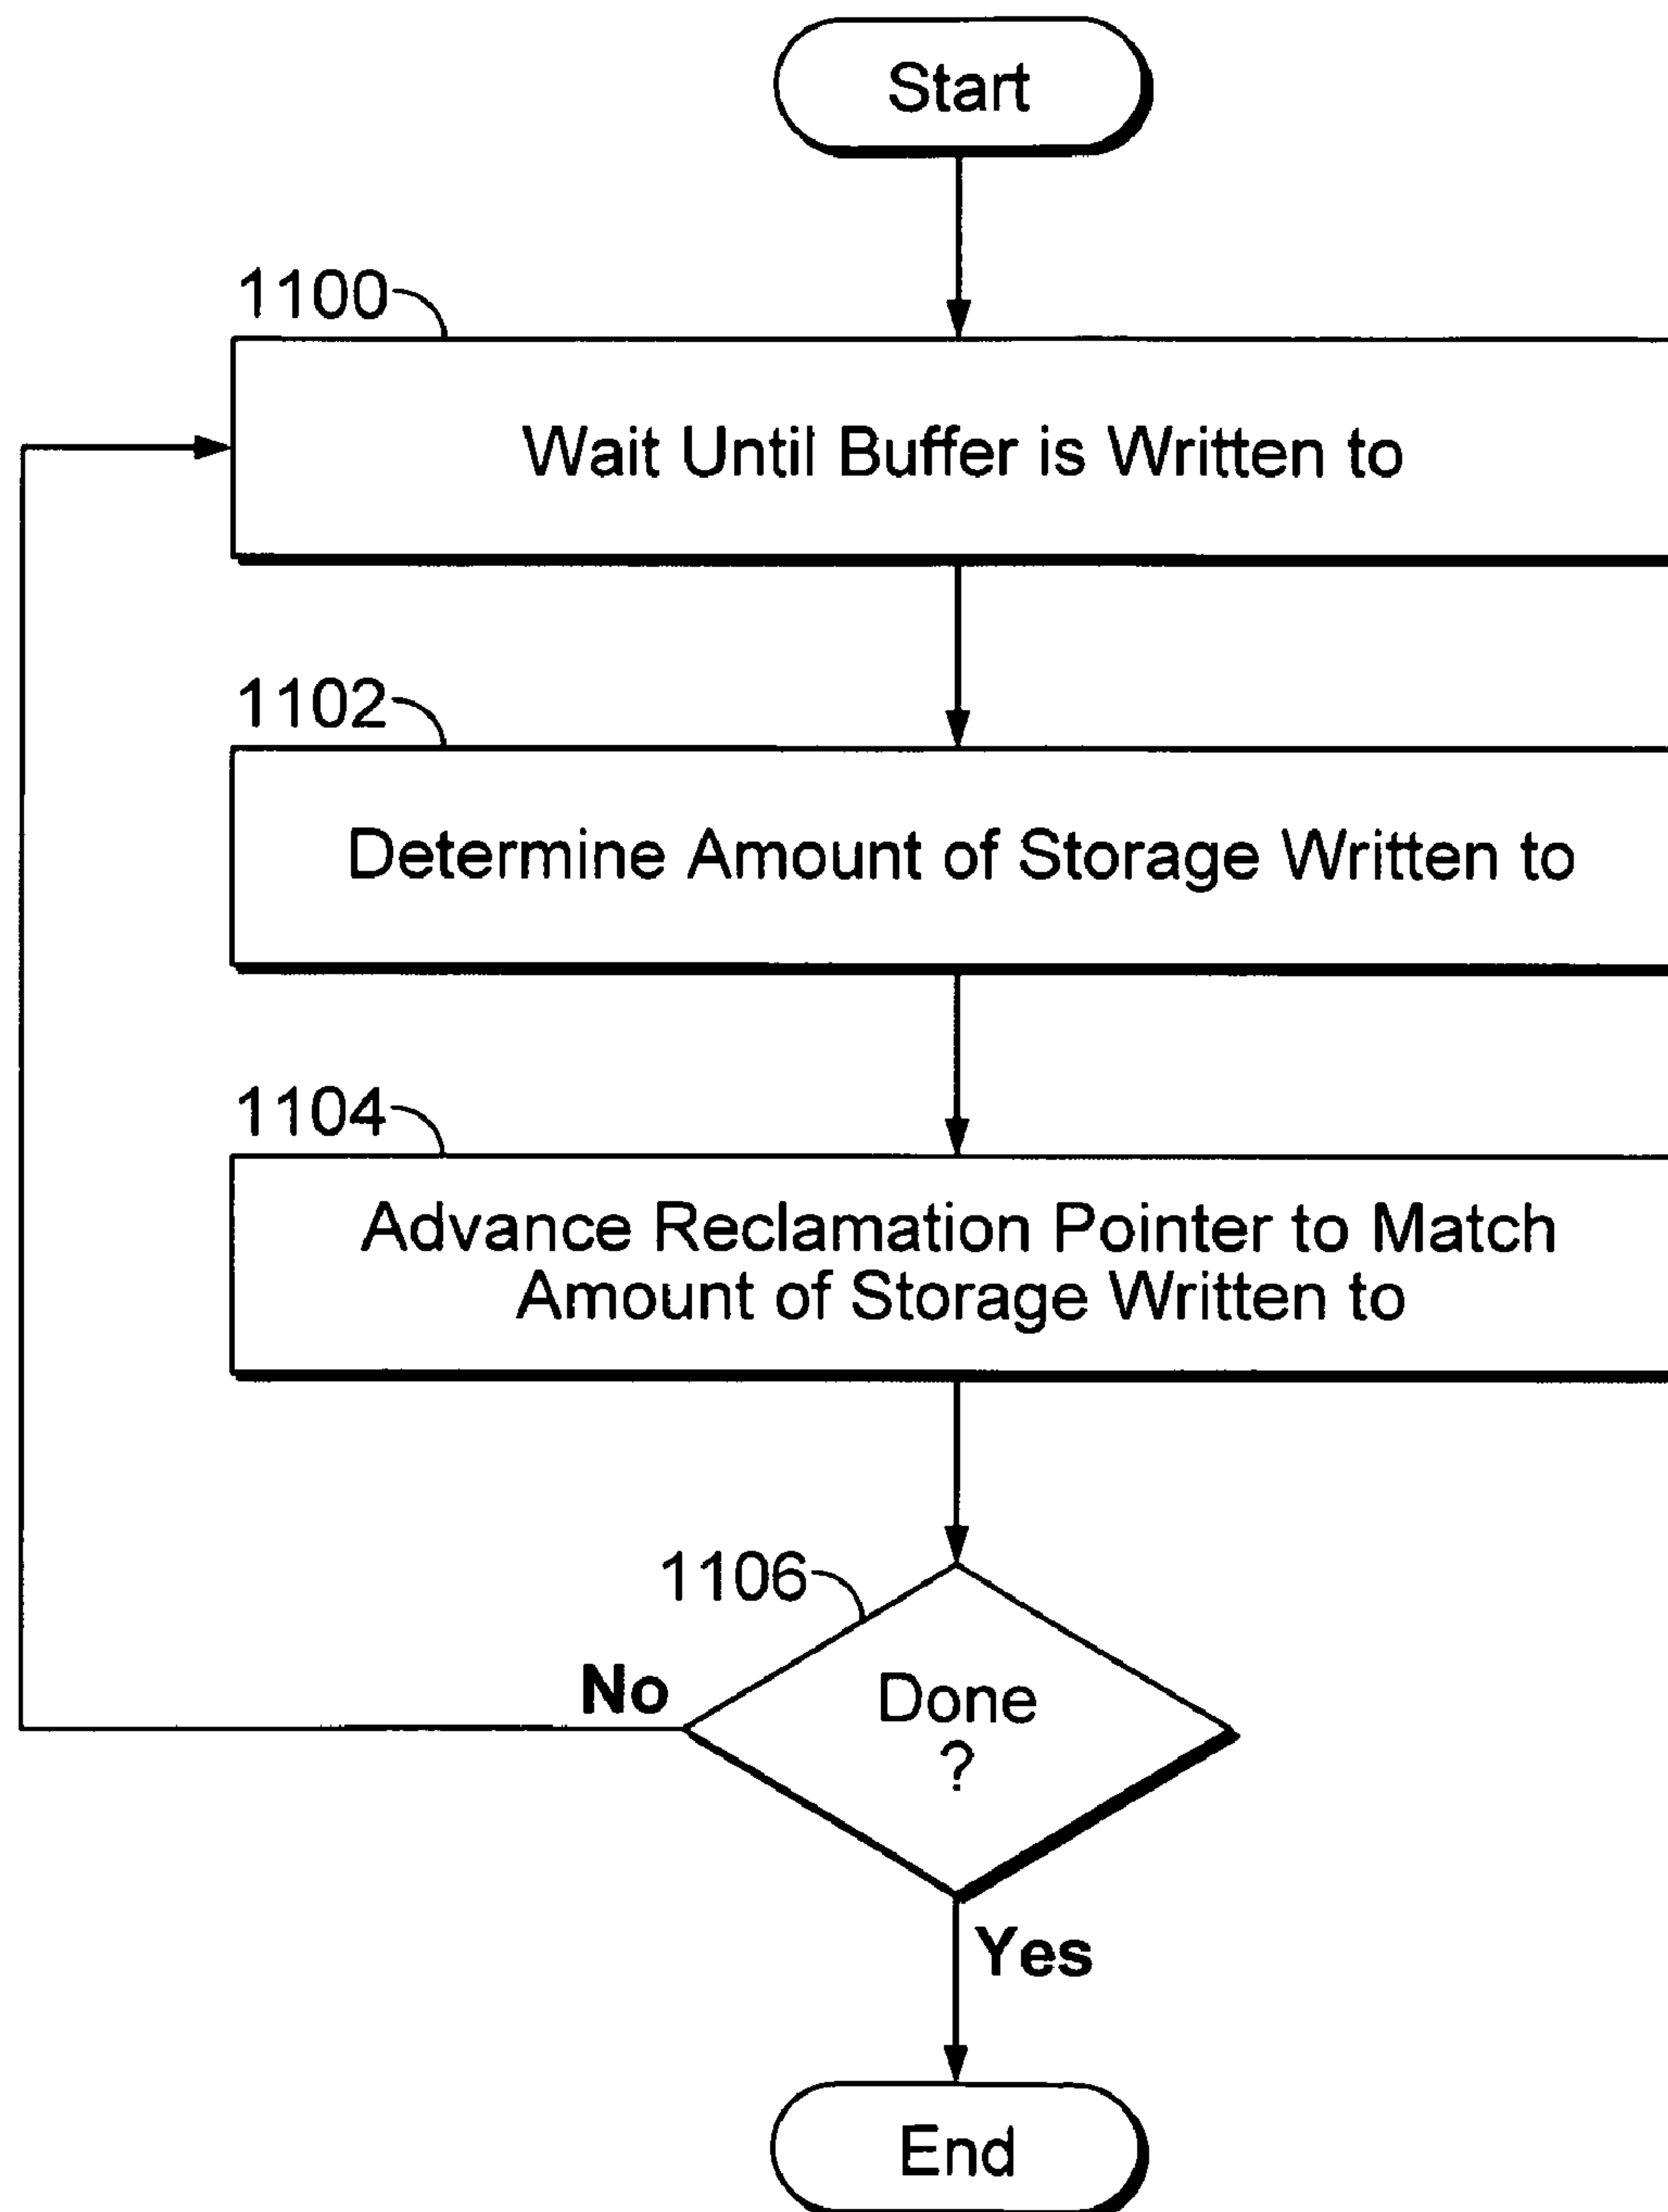 Start
1100
Wait Until Buffer is Written to
1102
Determine Amount of Storage Written to
1104
Advance Reclamation Pointer to Match
Amount of Storage Written to
1106
Done
?
No
Yes
End